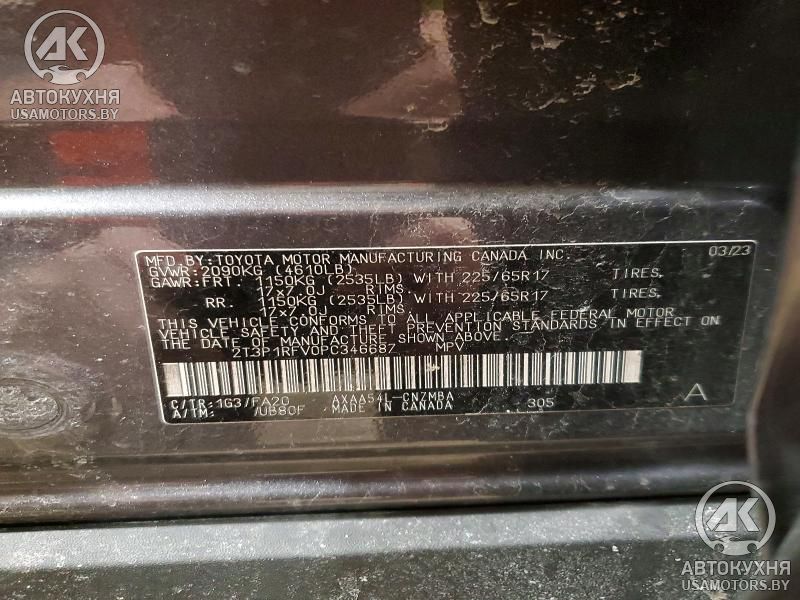 AK
АВТОКУХНЯ
USAMOTORS.BY
MFD.BY:TOYOTA MOTOR MANUFACTURING CANADA INC. 03/23
GVWR:2090KG (4610LB)
GAWR:FRT. 1150KG (2535LB) WITH 225/65R17 TIRES,
17x7.0J RIMS
RR. 1150KG (2535LB) WITH 225/65R17 TIRES,
17x7.0J RIMS
THIS VEHICLE CONFORMS TO ALL APPLICABLE FEDERAL MOTOR
VEHICLE SAFETY AND THEFT PREVENTION STANDARDS IN EFFECT ON
THE DATE OF MANUFACTURE SHOWN ABOVE.
2T3P1RFV0PC346687 MPV
C/TR:1G3/FA20 AXAA54L-CNZMBA 305 A
A/TM: /UB80F MADE IN CANADA
AK
АВТОКУХНЯ
USAMOTORS.BY